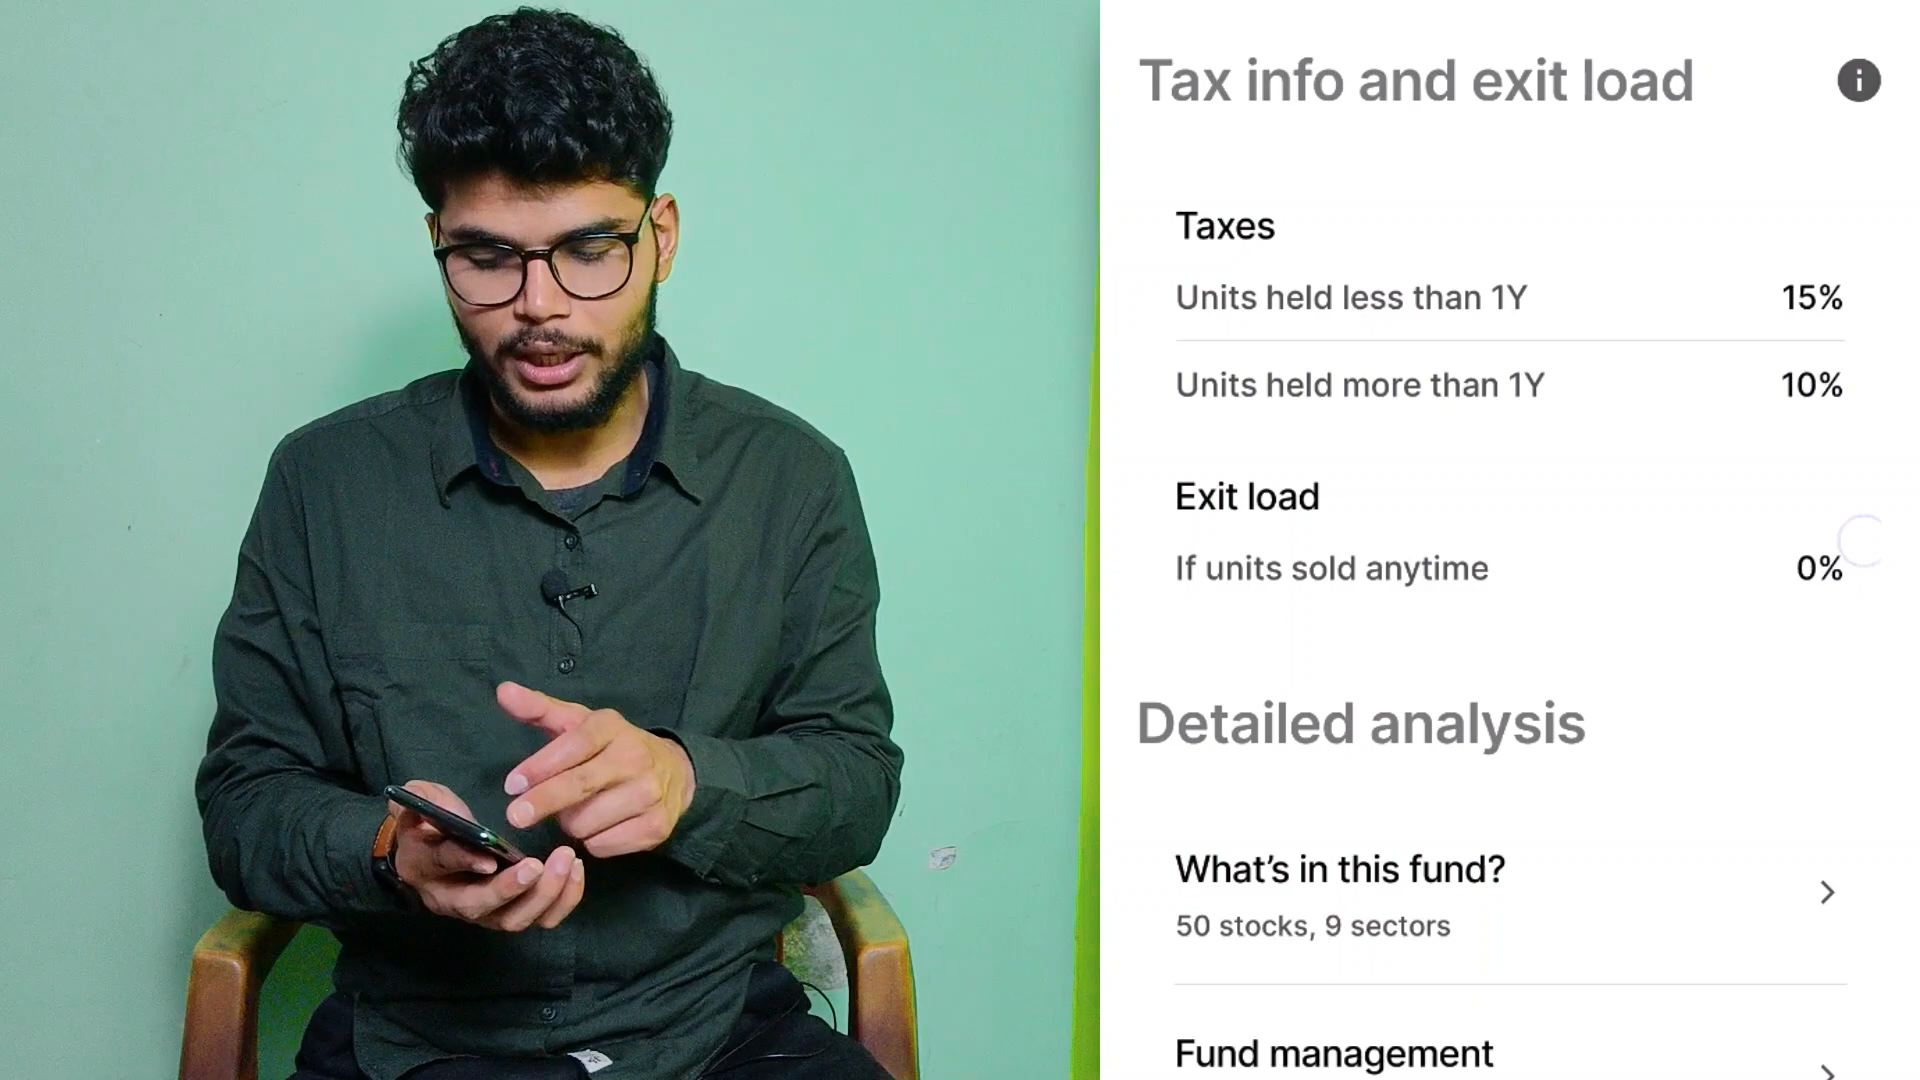 Tax info and exit load
Taxes
Units held less than 1Y 15%
Units held more than 1Y 10%
Exit load
If units sold anytime 0%
Detailed analysis
What's in this fund?
50 stocks, 9 sectors
Fund management